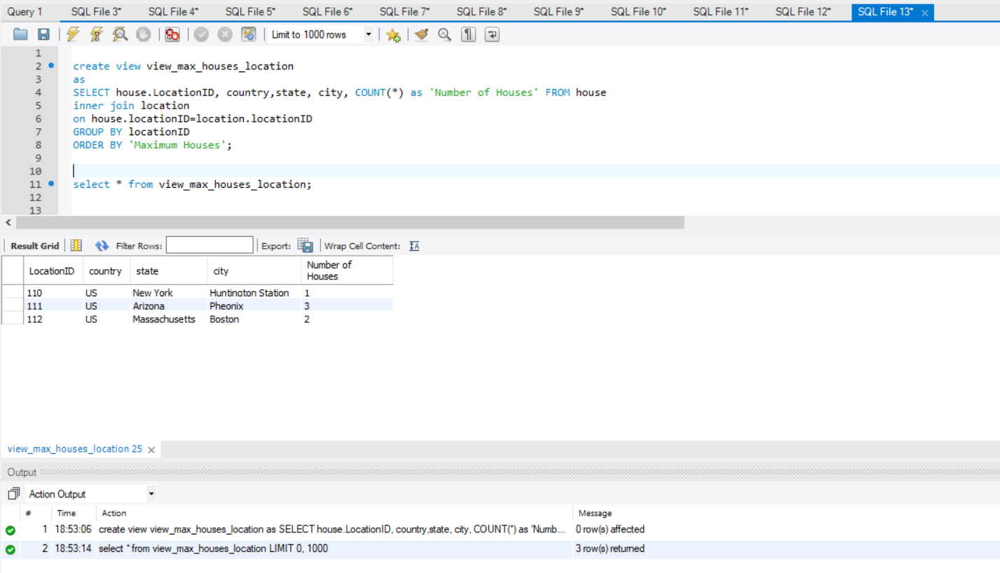 Query 1 SQL File 3* SQL File 4* SQL File 5* SQL File 6* SQL File 7* SQL File 8* SQL File 9* SQL File 10* SQL File 11* SQL File 12* SQL File 13*
Limit to 1000 rows
1
2 create view view_max_houses_location
3 as
4 SELECT house.LocationID, country,state, city, COUNT(*) as 'Number of Houses' FROM house
5 inner join location
6 on house.locationID=location.locationID
7 GROUP BY locationID
8 ORDER BY 'Maximum Houses';
9
10
11 select * from view_max_houses_location;
12
13
Result Grid Filter Rows: Export: Wrap Cell Content:
LocationID country state city Number of Houses
110 US New York Huntington Station 1
111 US Arizona Pheonix 3
112 US Massachusetts Boston 2
view_max_houses_location 25
Output
Action Output
# Time Action Message
1 18:53:06 create view view_max_houses_location as SELECT house.LocationID, country,state, city, COUNT(*) as 'Numb... 0 row(s) affected
2 18:53:14 select * from view_max_houses_location LIMIT 0, 1000 3 row(s) returned